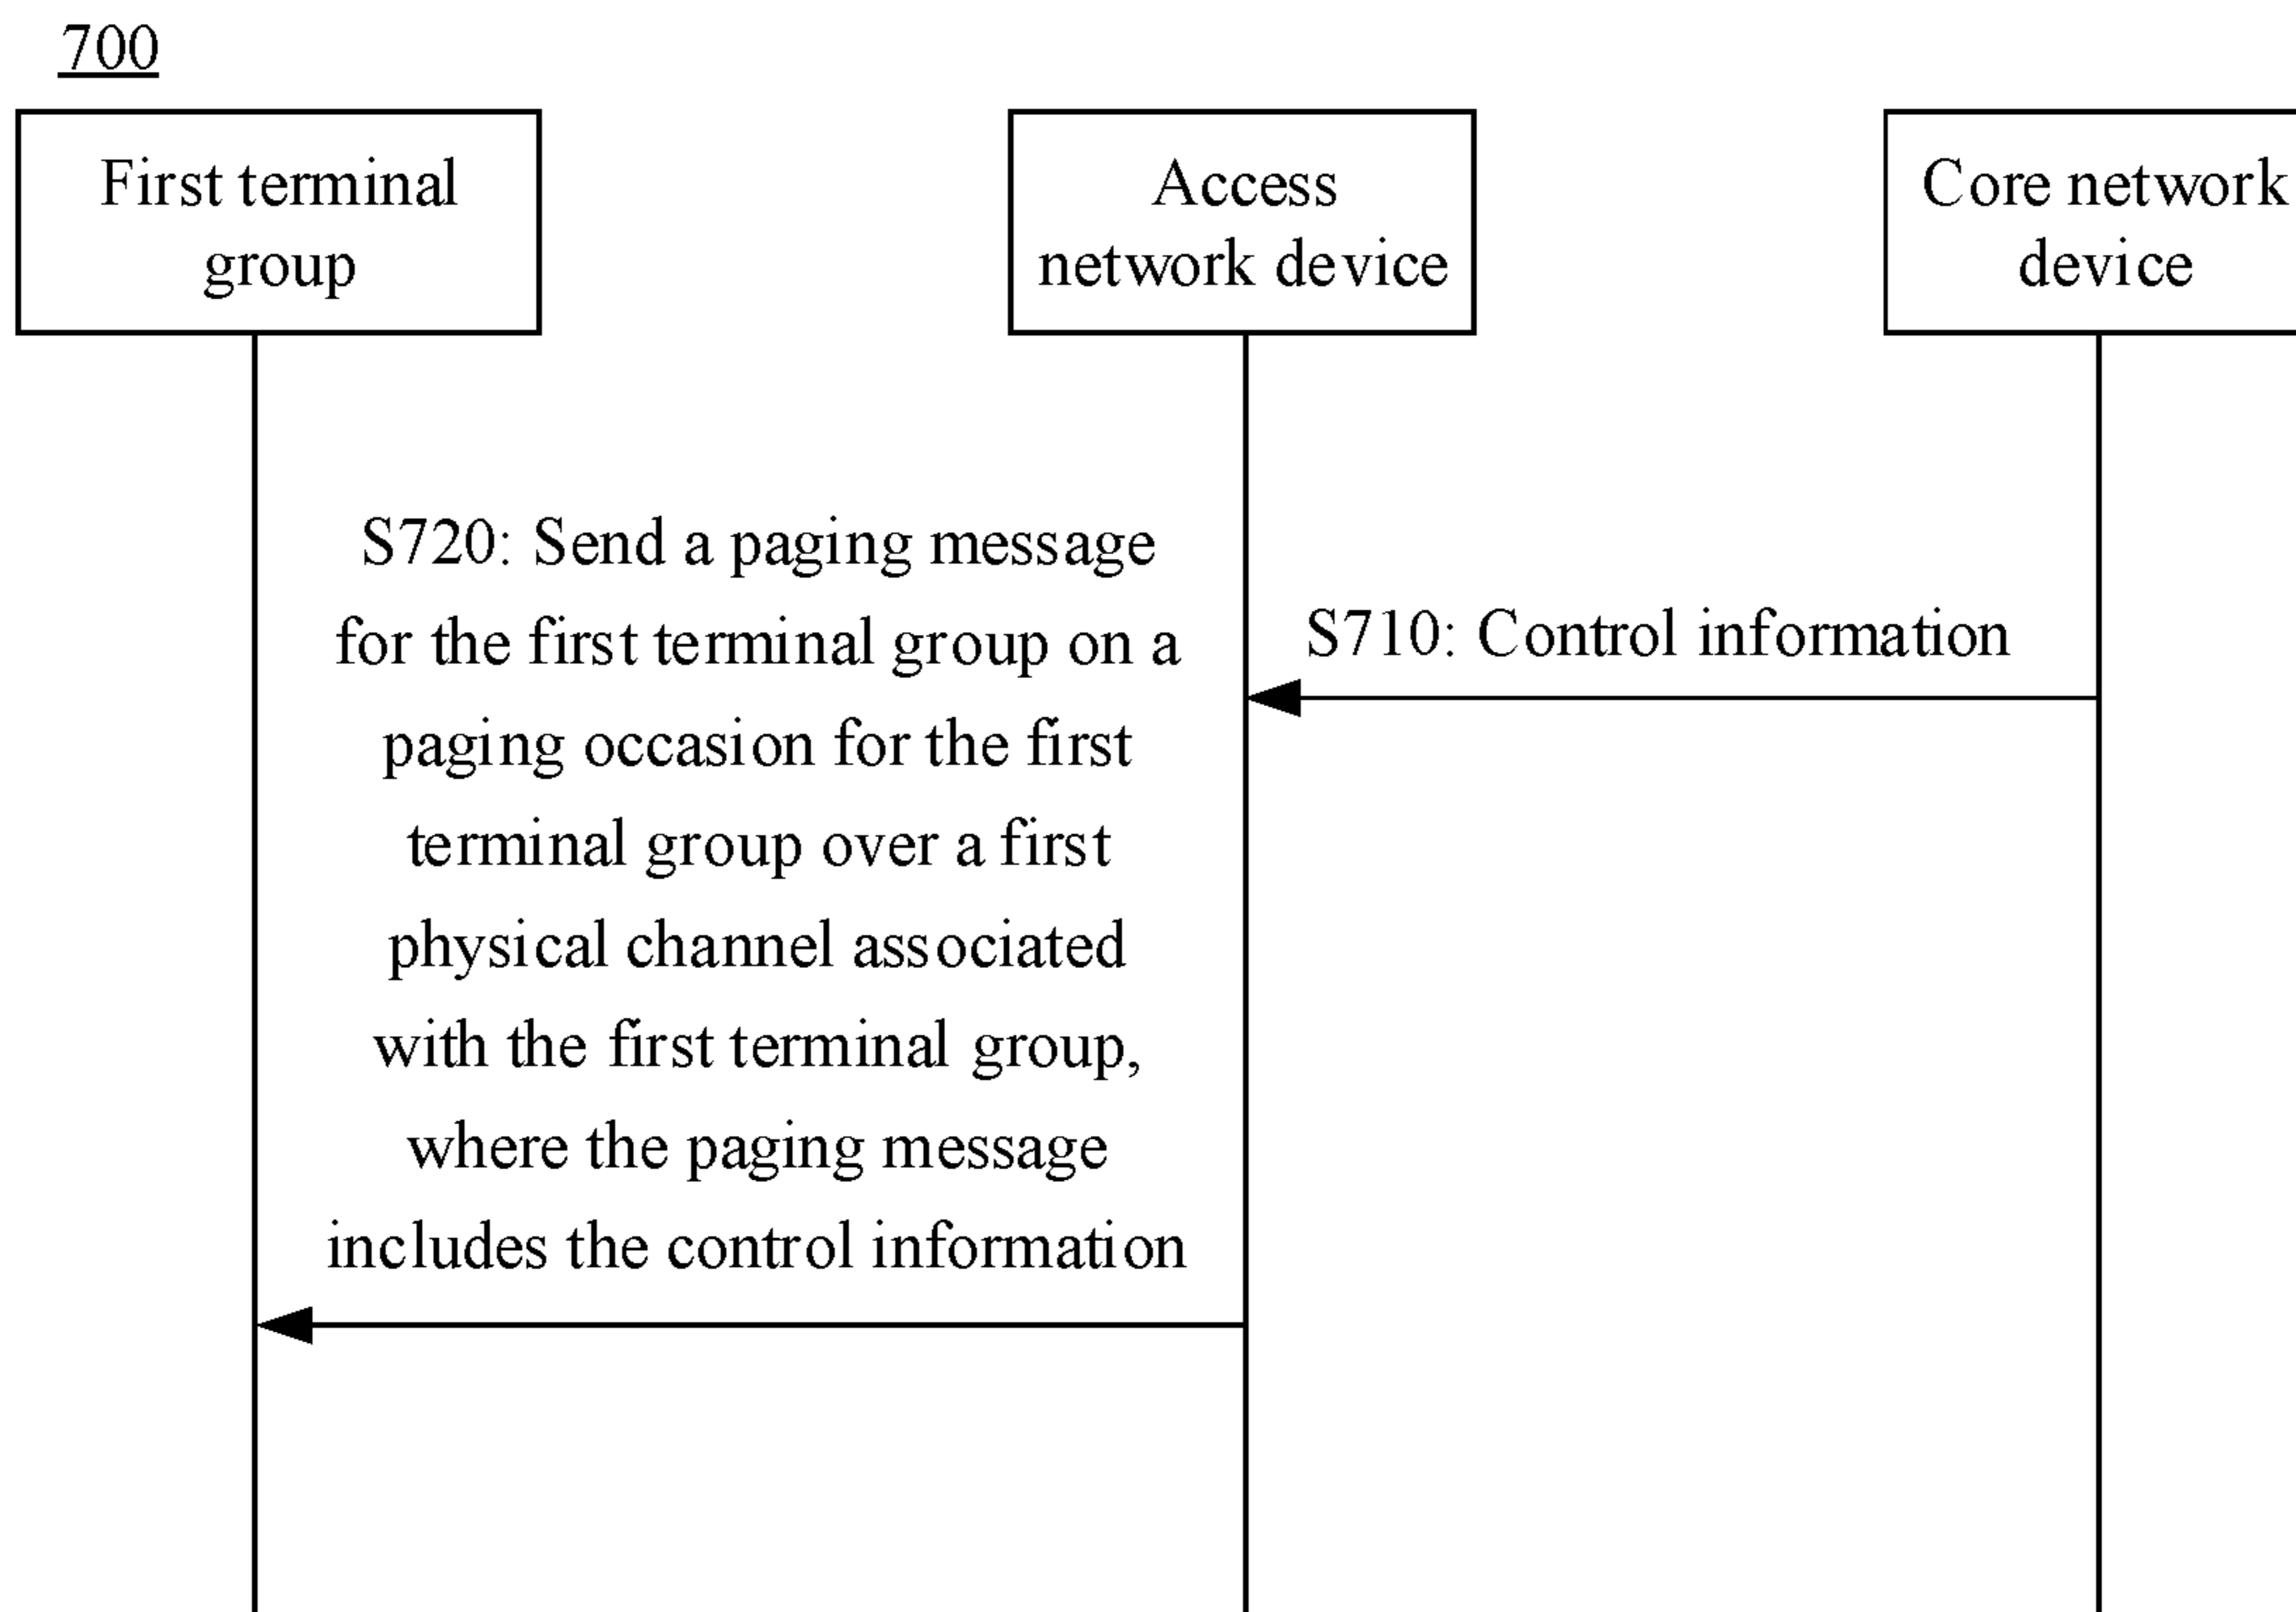 700
First terminal
group
Access
network device
Core network
device
S720: Send a paging message
for the first terminal group on a
paging occasion for the first
terminal group over a first
physical channel associated
with the first terminal group,
where the paging message
includes the control information
S710: Control information